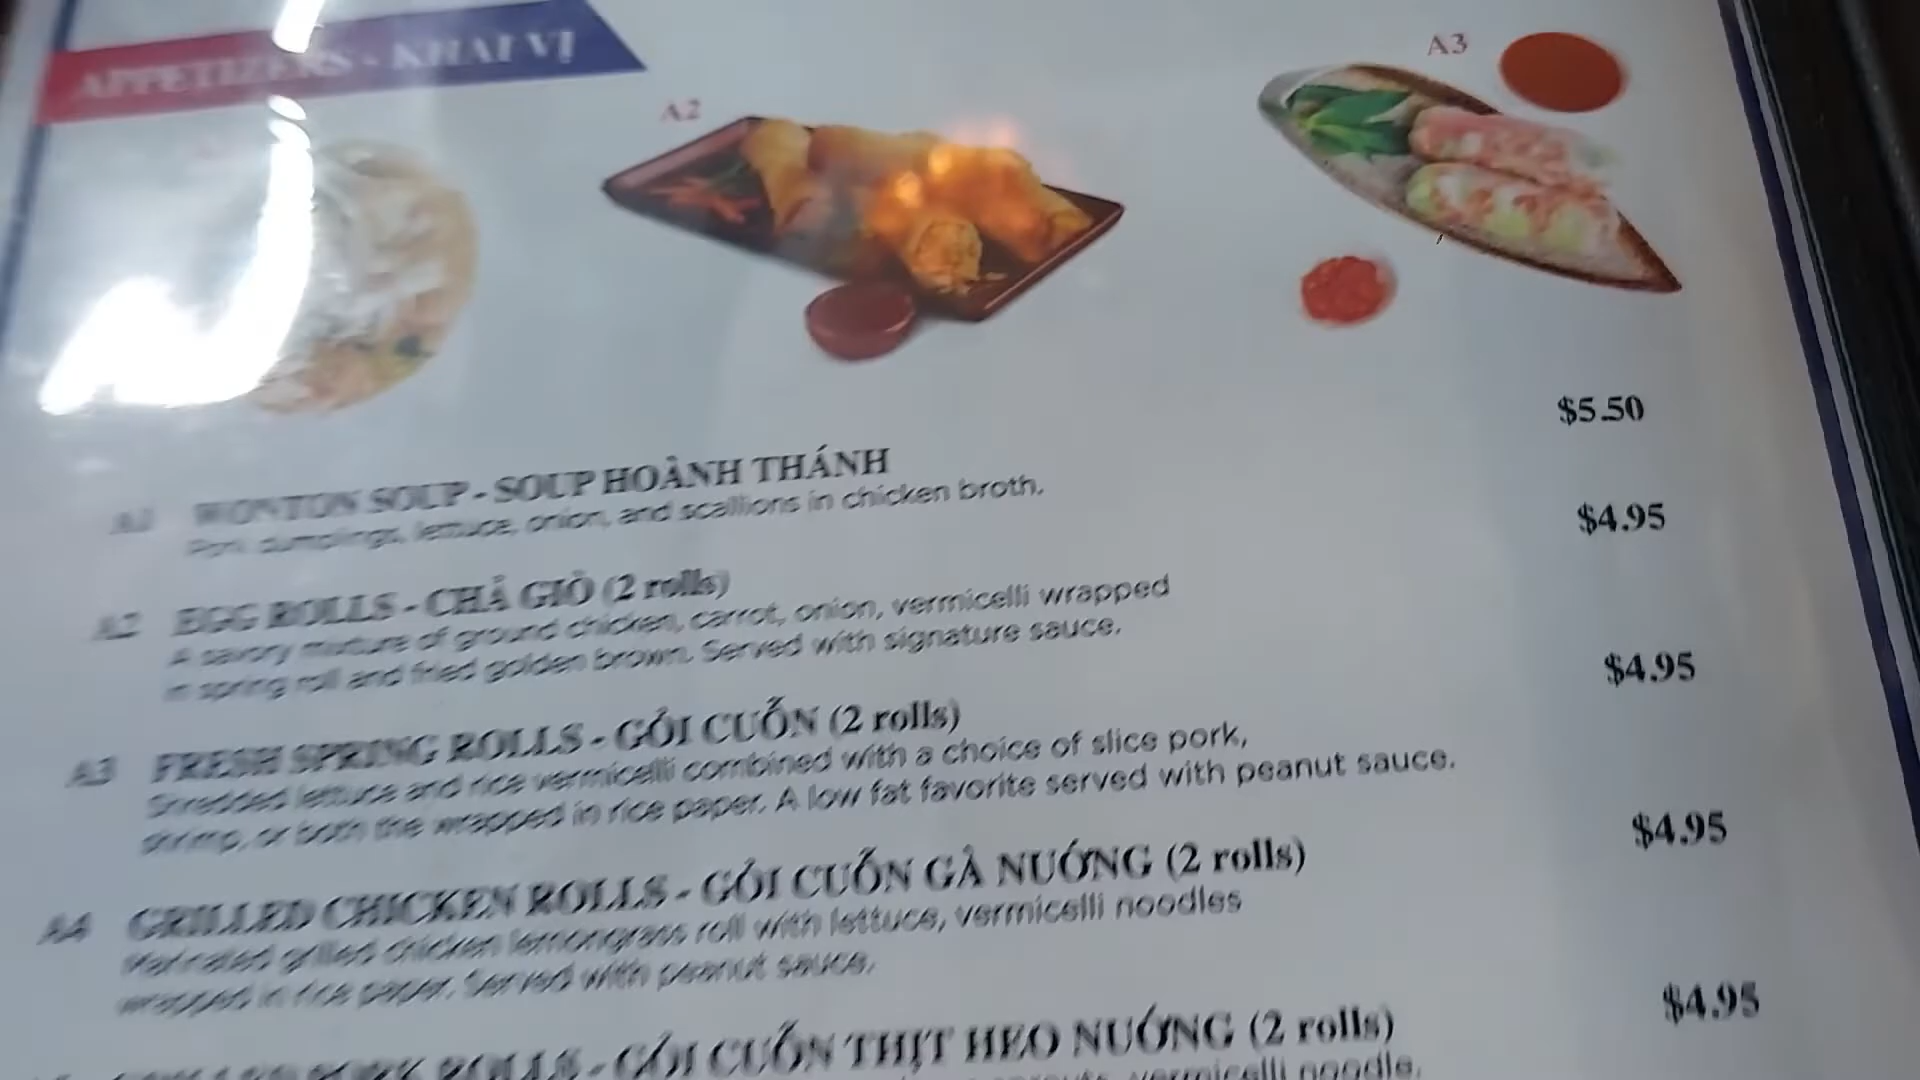 APPETIZERS - KHAI VỊ
A2
A3
$5.50
A1 WONTON SOUP - SOUP HOÀNH THÁNH
Pork dumplings, lettuce, onion, and scallions in chicken broth.
$4.95
A2 EGG ROLLS - CHẢ GIÒ (2 rolls)
A savory mixture of ground chicken, carrot, onion, vermicelli wrapped
in spring roll and fried golden brown. Served with signature sauce.
$4.95
A3 FRESH SPRING ROLLS - GỎI CUỐN (2 rolls)
Shredded lettuce and rice vermicelli combined with a choice of slice pork,
shrimp, or both the wrapped in rice paper. A low fat favorite served with peanut sauce.
$4.95
A4 GRILLED CHICKEN ROLLS - GỎI CUỐN GÀ NƯỚNG (2 rolls)
Marinated grilled chicken lemongrass roll with lettuce, vermicelli noodles
wrapped in rice paper. Served with peanut sauce.
$4.95
PORK ROLLS - GỎI CUỐN THỊT HEO NƯỚNG (2 rolls)
vermicelli noodle,